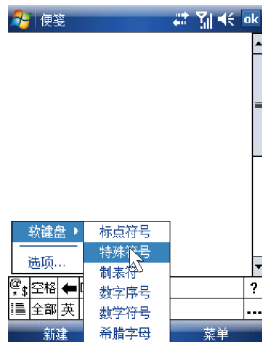 便笺 ok
软键盘
选项...
标点符号
特殊符号
制表符
数字序号
数学符号
希腊字母
@ $ 空格 ?
全部 英 ...
新建 菜单